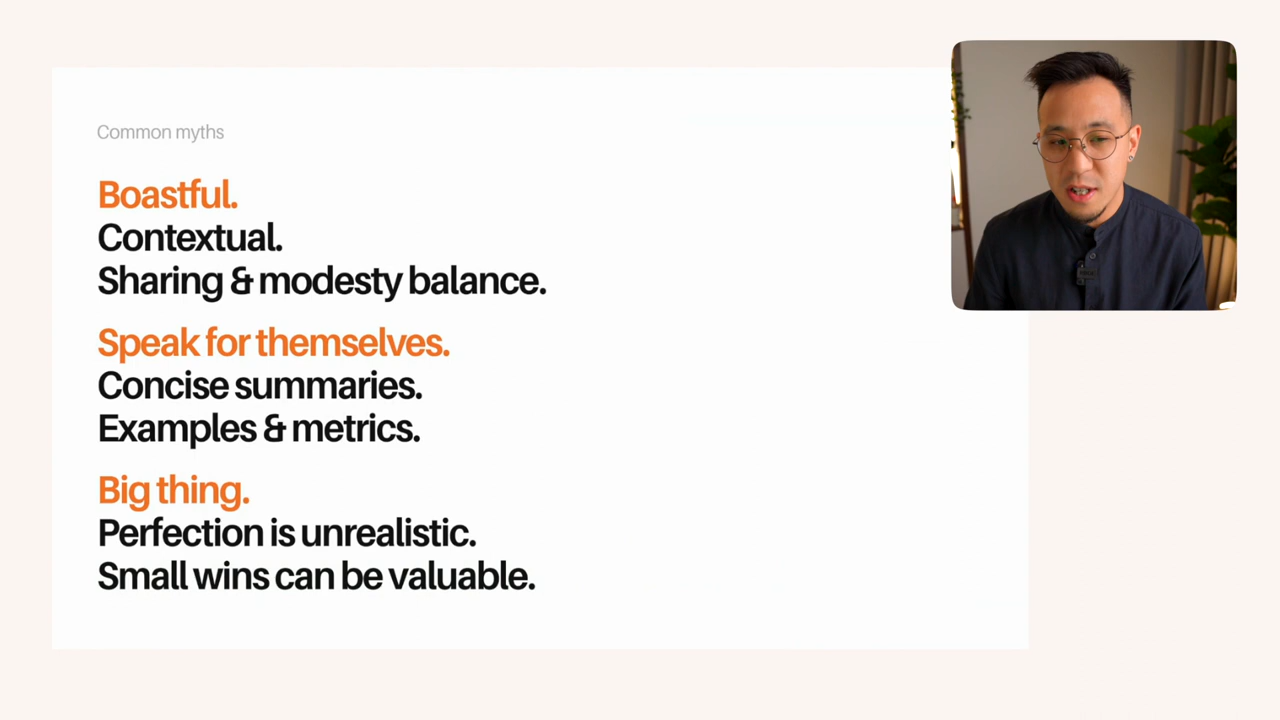 Common myths
Boastful.
Contextual.
Sharing & modesty balance.
Speak for themselves.
Concise summaries.
Examples & metrics.
Big thing.
Perfection is unrealistic.
Small wins can be valuable.